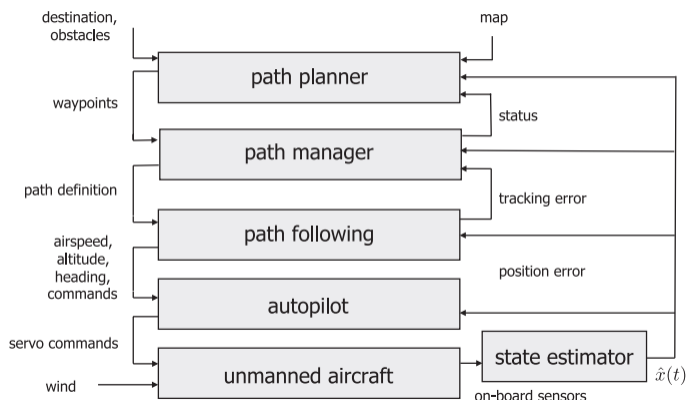 destination,
obstacles
map
path planner
waypoints
status
path manager
path definition
tracking error
path following
airspeed,
altitude,
heading,
commands
position error
autopilot
servo commands
state estimator
unmanned aircraft
x̂(t)
wind
on-board sensors